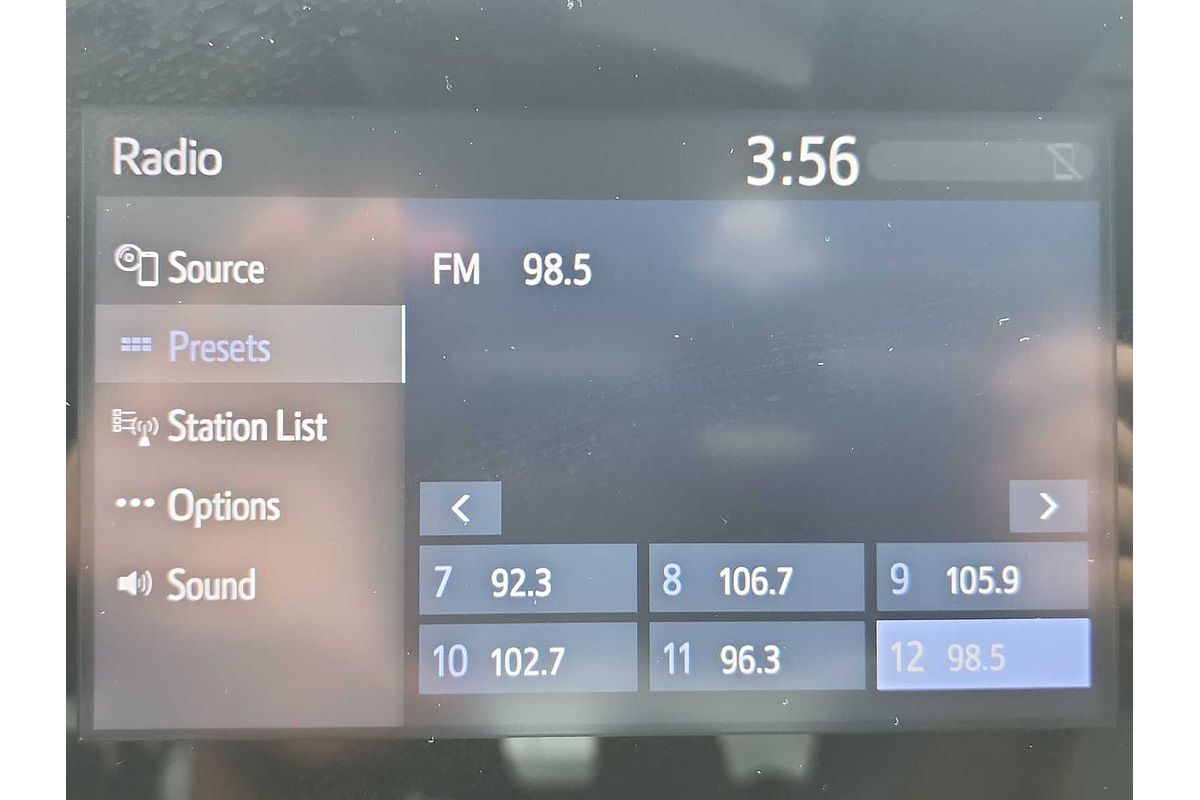 Radio 3:56
Source
FM 98.5
Presets
Station List
Options
Sound
7 92.3 8 106.7 9 105.9
10 102.7 11 96.3 12 98.5